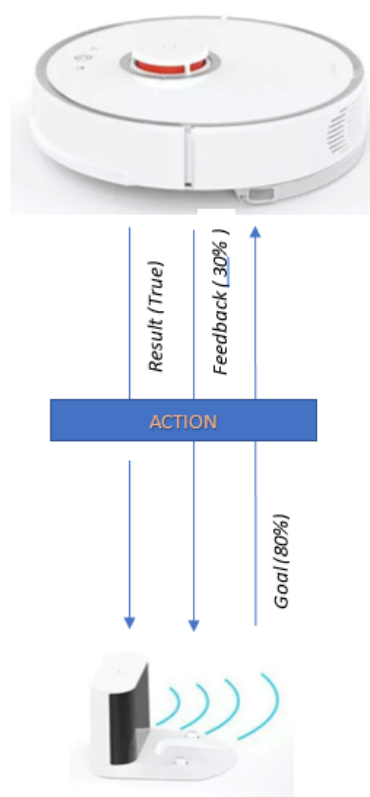 Result (True)
Feedback ( 30% )
ACTION
Goal (80%)